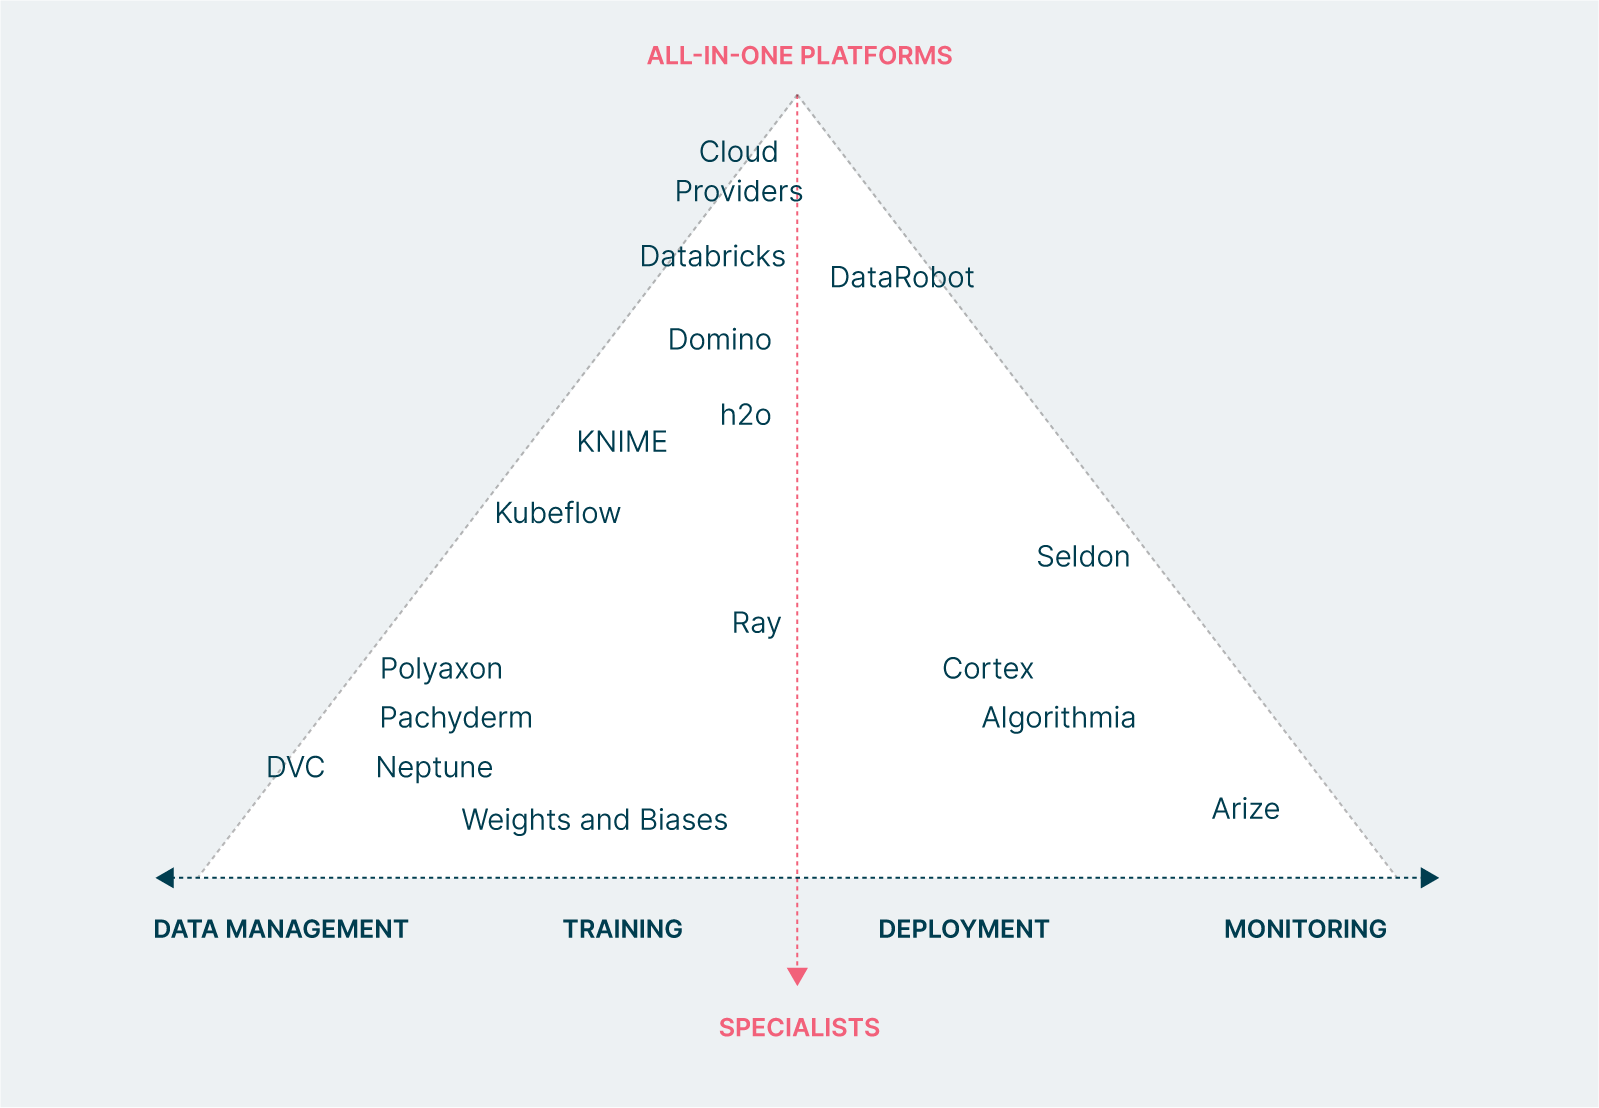 ALL-IN-ONE PLATFORMS
Cloud
Providers
Databricks
DataRobot
Domino
h2o
KNIME
Kubeflow
Seldon
Ray
Polyaxon
Cortex
Pachyderm
Algorithmia
DVC
Neptune
Weights and Biases
Arize
DATA MANAGEMENT
TRAINING
DEPLOYMENT
MONITORING
SPECIALISTS